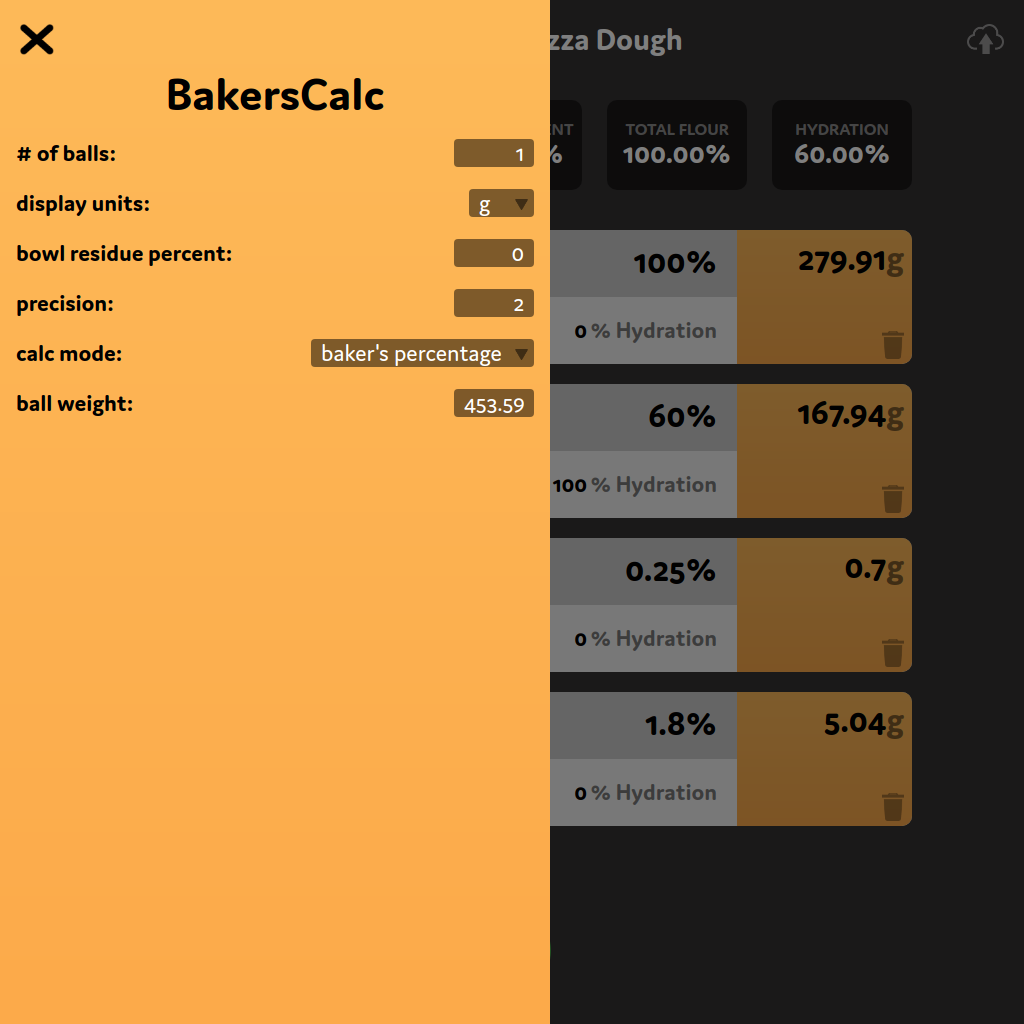 zza Dough
BakersCalc
# of balls: 1
display units: g
bowl residue percent: 0
precision: 2
calc mode: baker's percentage
ball weight: 453.59
NT
%
TOTAL FLOUR
100.00%
HYDRATION
60.00%
100% 279.91g
0 % Hydration
60% 167.94g
100 % Hydration
0.25% 0.7g
0 % Hydration
1.8% 5.04g
0 % Hydration